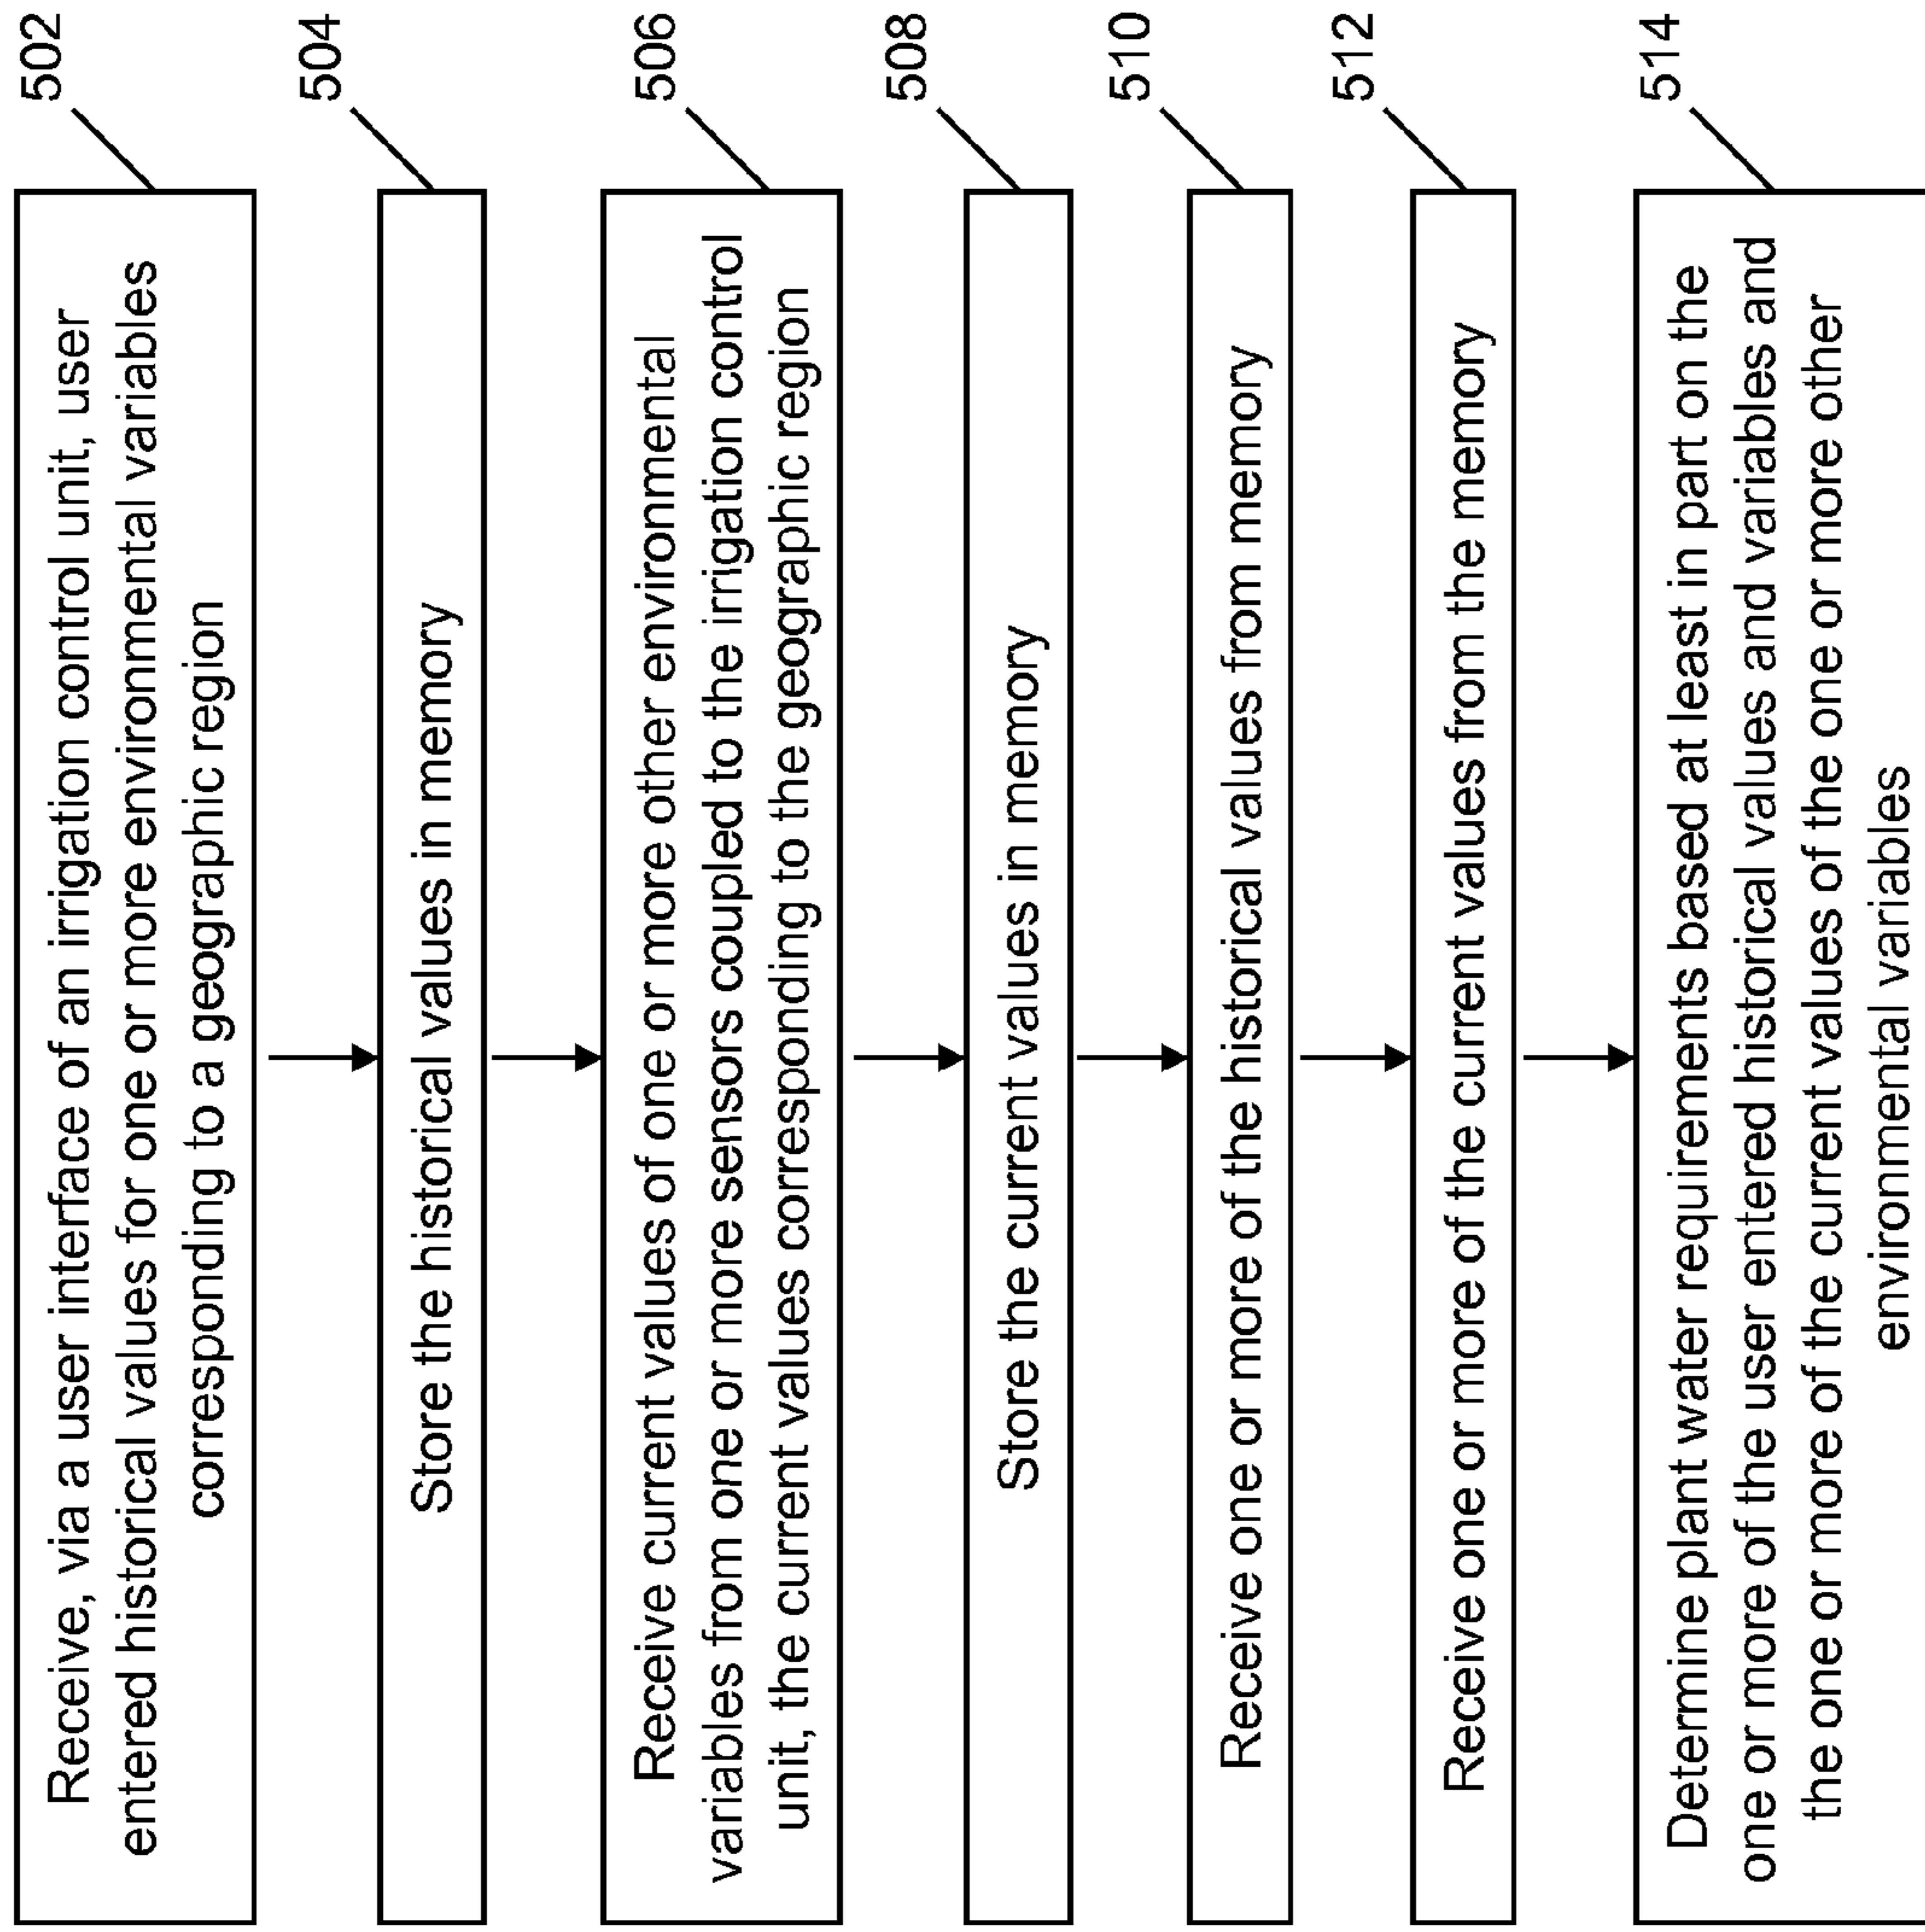 Receive, via a user interface of an irrigation control unit, user
entered historical values for one or more environmental variables
corresponding to a geographic region
502
Store the historical values in memory
504
Receive current values of one or more other environmental
variables from one or more sensors coupled to the irrigation control
unit, the current values corresponding to the geographic region
506
Store the current values in memory
508
Receive one or more of the historical values from memory
510
Receive one or more of the current values from the memory
512
Determine plant water requirements based at least in part on the
one or more of the user entered historical values and variables and
the one or more of the current values of the one or more other
environmental variables
514